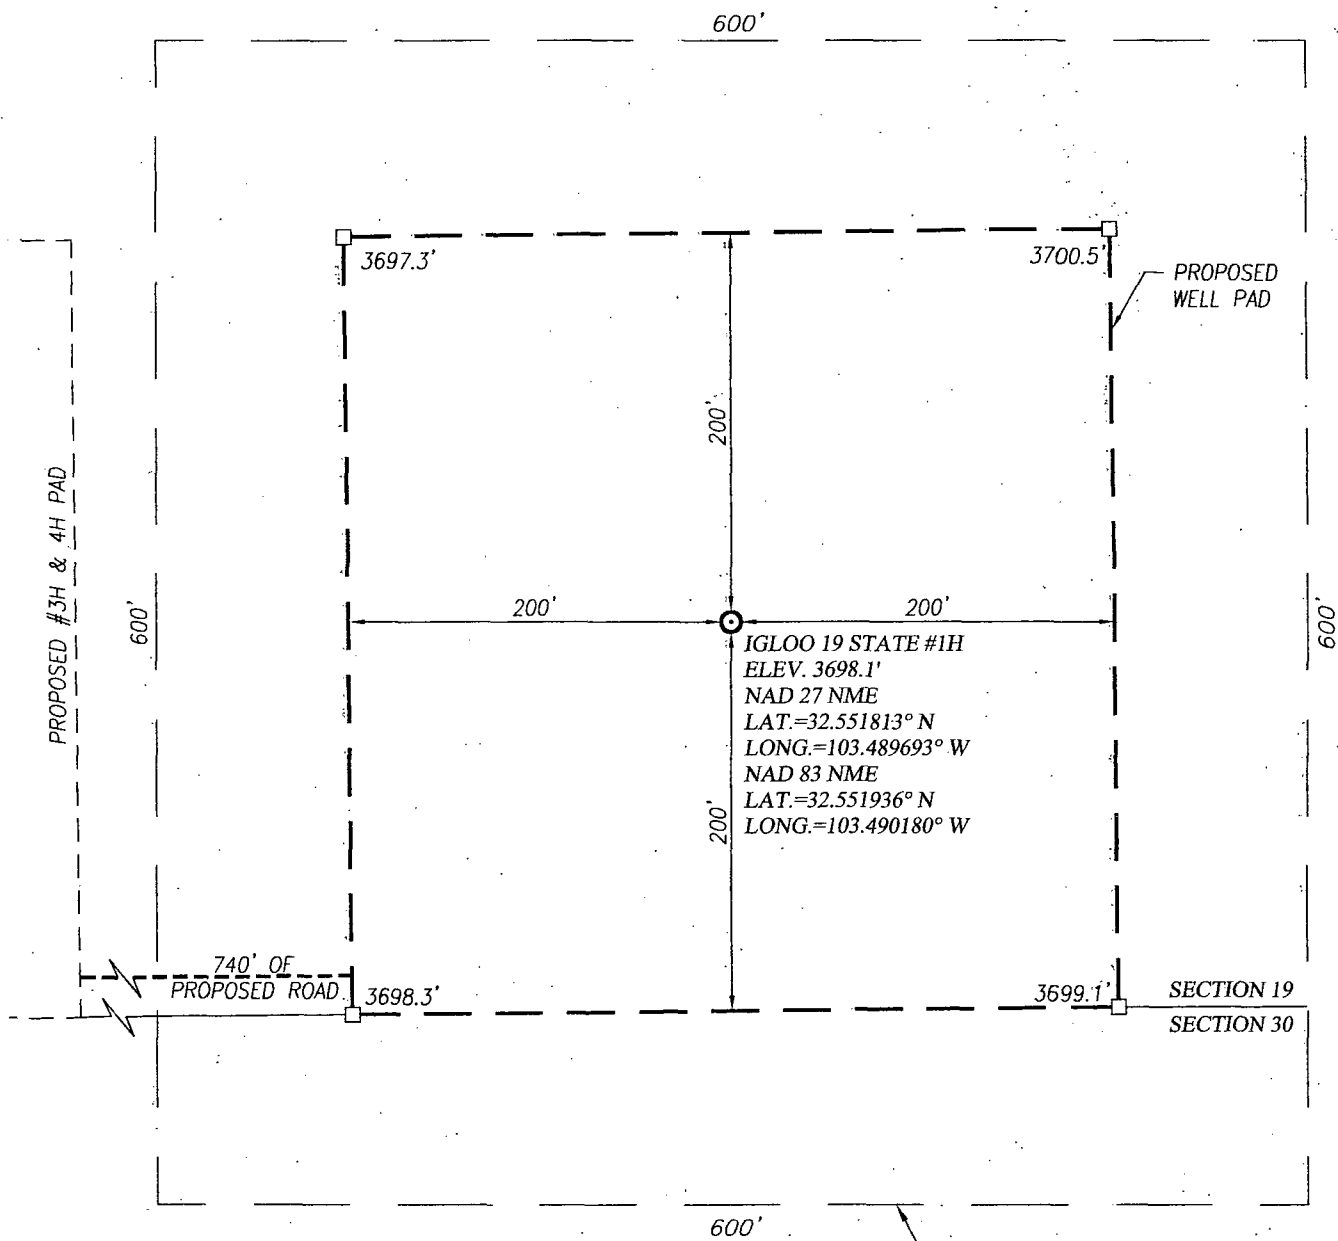 600'
3697.3'
3700.5'
PROPOSED
WELL PAD
200'
PROPOSED #3H & 4H PAD
600'
200'
200'
600'
IGLOO 19 STATE #1H
ELEV. 3698.1'
NAD 27 NME
LAT.=32.551813° N
LONG.=103.489693° W
NAD 83 NME
LAT.=32.551936° N
LONG.=103.490180° W
200'
740' OF
PROPOSED ROAD
3698.3'
3699.1'
SECTION 19
SECTION 30
600'